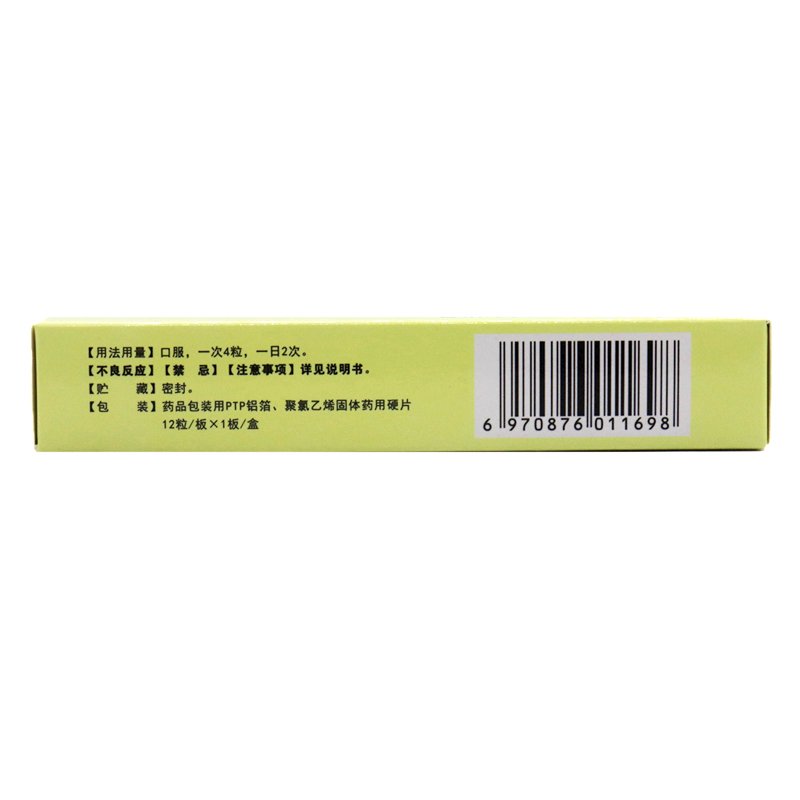 【用法用量】口服，一次4粒，一日2次。
【不良反应】【禁 忌】【注意事项】详见说明书。
【贮 藏】密封。
【包 装】药品包装用PTP铝箔、聚氯乙烯固体药用硬片
12粒/板×1板/盒
6 970876 011698